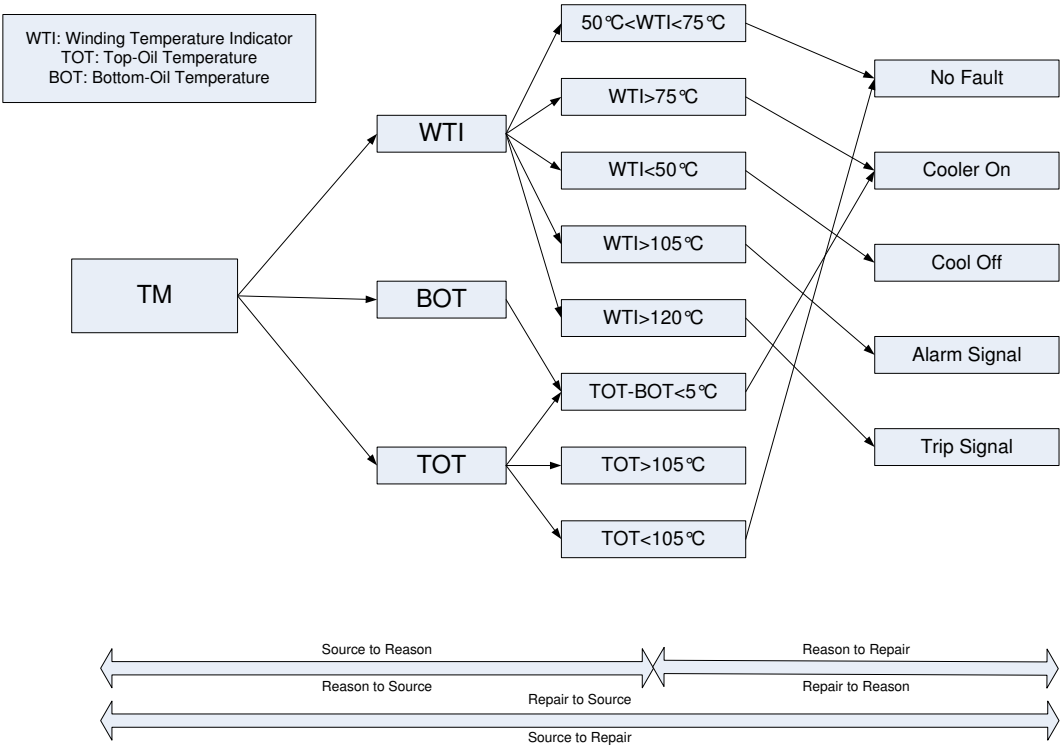 WTI: Winding Temperature Indicator
TOT: Top-Oil Temperature
BOT: Bottom-Oil Temperature
TM
WTI
BOT
TOT
50°C<WTI<75°C
WTI>75°C
WTI<50°C
WTI>105°C
WTI>120°C
TOT-BOT<5°C
TOT>105°C
TOT<105°C
No Fault
Cooler On
Cool Off
Alarm Signal
Trip Signal
Source to Reason
Reason to Repair
Reason to Source
Repair to Reason
Repair to Source
Source to Repair